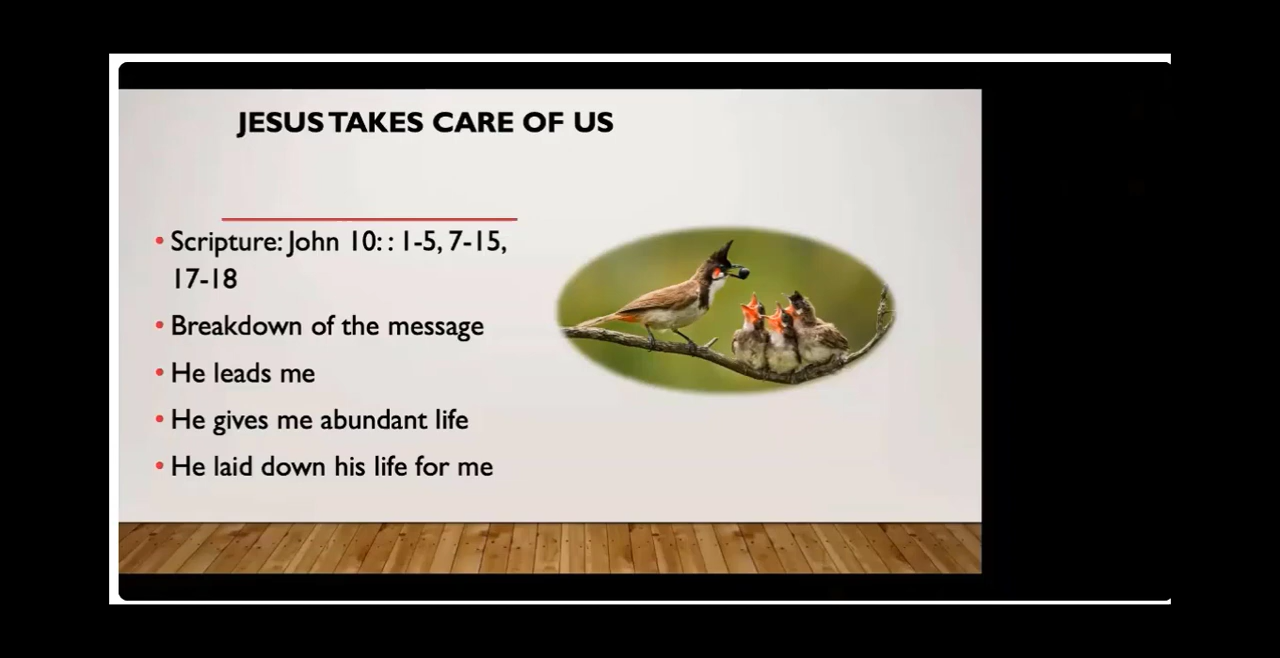 JESUS TAKES CARE OF US
• Scripture: John 10: : 1-5, 7-15,
17-18
• Breakdown of the message
• He leads me
• He gives me abundant life
• He laid down his life for me